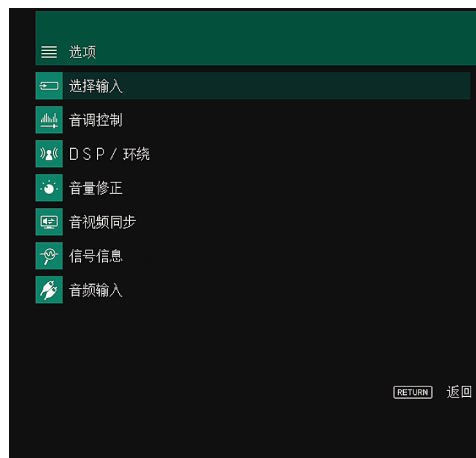 选项
选择输入
音调控制
DSP / 环绕
音量修正
音视频同步
信号信息
音频输入
RETURN 返回